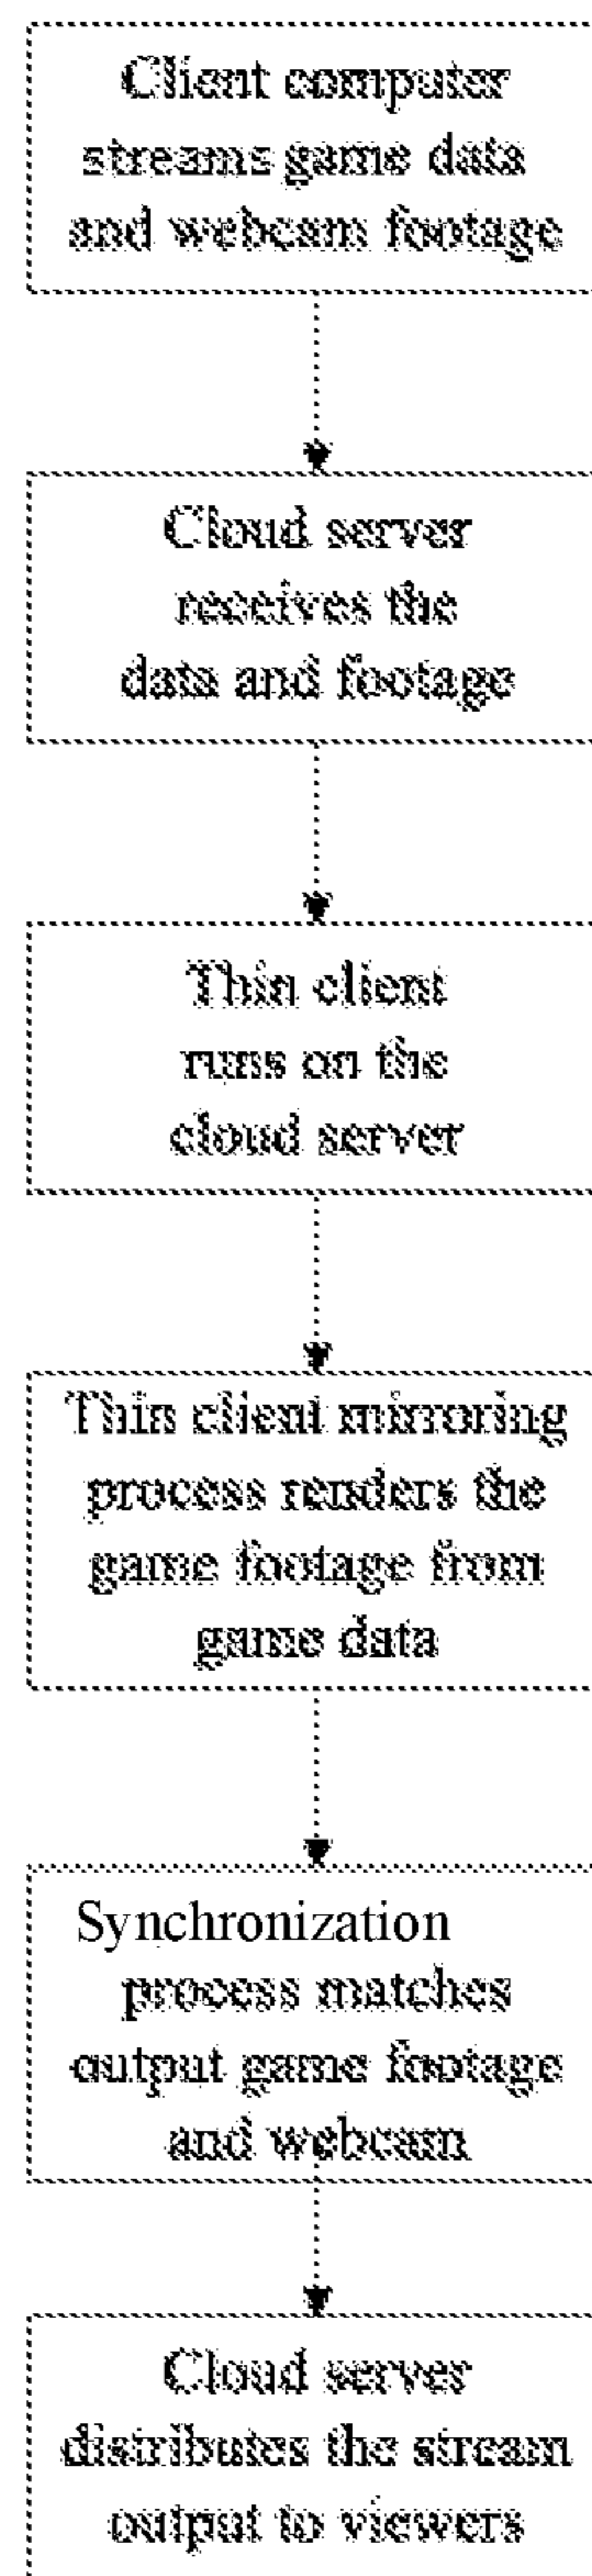 Client computer
streams game data
and webcam footage
Cloud server
receives the
data and footage
Thin client
runs on the
cloud server
Thin client mirroring
process renders the
game footage from
game data
Synchronization
process matches
output game footage
and webcam
Cloud server
distributes the stream
output to viewers